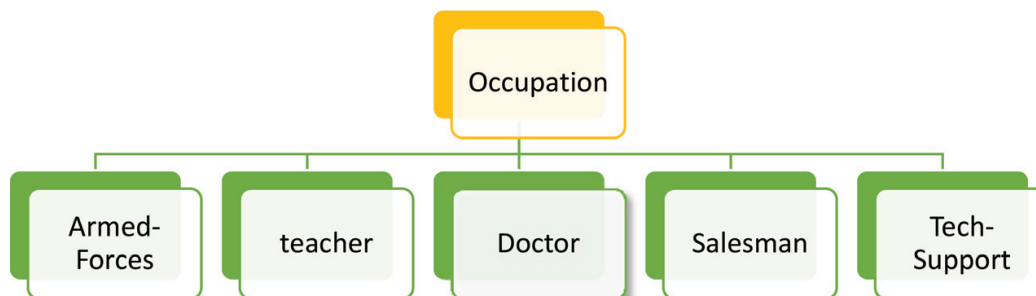 Occupation
Armed-
Forces
teacher
Doctor
Salesman
Tech-
Support